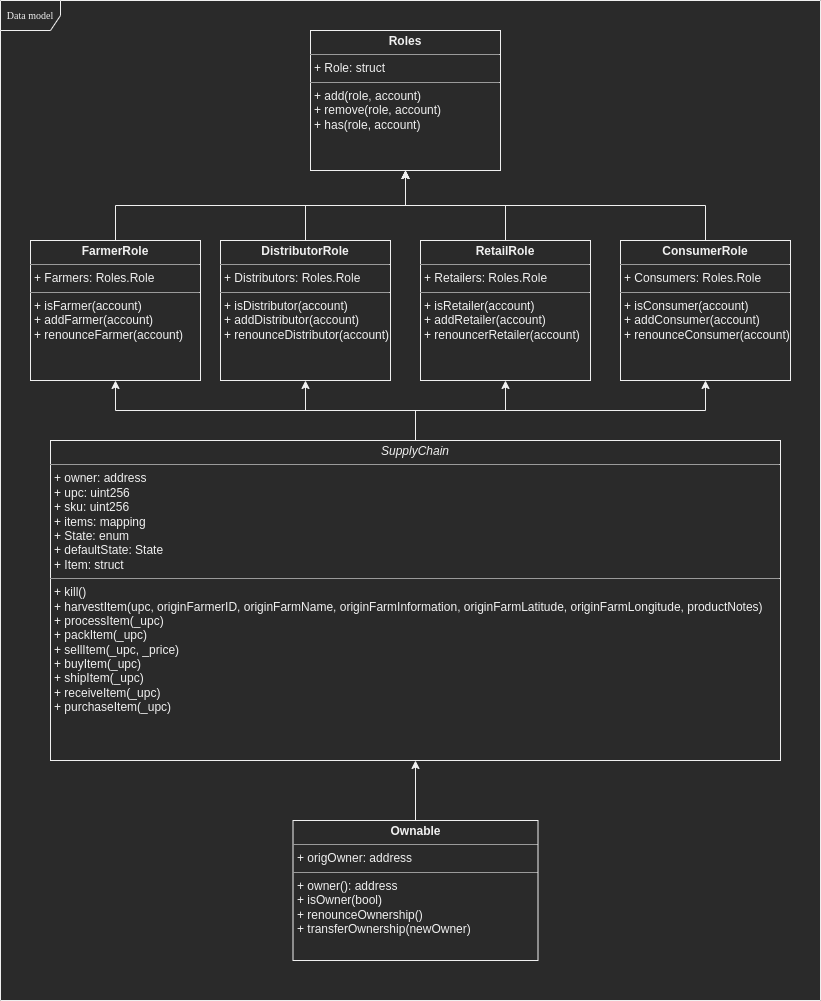 Data model
Roles
+ Role: struct
+ add(role, account)
+ remove(role, account)
+ has(role, account)
FarmerRole
+ Farmers: Roles.Role
+ isFarmer(account)
+ addFarmer(account)
+ renounceFarmer(account)
DistributorRole
+ Distributors: Roles.Role
+ isDistributor(account)
+ addDistributor(account)
+ renounceDistributor(account)
RetailRole
+ Retailers: Roles.Role
+ isRetailer(account)
+ addRetailer(account)
+ renouncerRetailer(account)
ConsumerRole
+ Consumers: Roles.Role
+ isConsumer(account)
+ addConsumer(account)
+ renounceConsumer(account)
SupplyChain
+ owner: address
+ upc: uint256
+ sku: uint256
+ items: mapping
+ State: enum
+ defaultState: State
+ Item: struct
+ kill()
+ harvestItem(upc, originFarmerID, originFarmName, originFarmInformation, originFarmLatitude, originFarmLongitude, productNotes)
+ processItem(_upc)
+ packItem(_upc)
+ sellItem(_upc, _price)
+ buyItem(_upc)
+ shipItem(_upc)
+ receiveItem(_upc)
+ purchaseItem(_upc)
Ownable
+ origOwner: address
+ owner(): address
+ isOwner(bool)
+ renounceOwnership()
+ transferOwnership(newOwner)